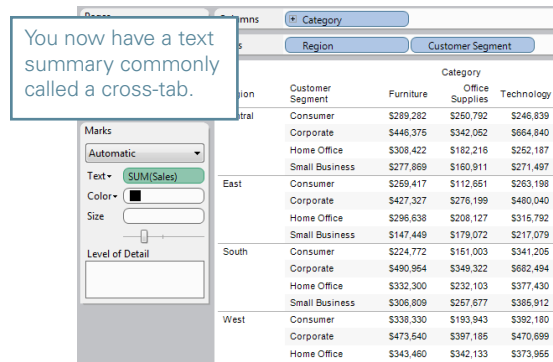 You now have a text
summary commonly
called a cross-tab.
Category
Region Customer Segment
Marks
Automatic
Text SUM(Sales)
Color
Size
Level of Detail
Category
Customer Segment Furniture Office Supplies Technology
Consumer $289,282 $260,792 $246,839
Corporate $446,375 $342,052 $664,840
Home Office $308,422 $182,216 $252,187
Small Business $277,869 $160,911 $271,497
East Consumer $259,417 $112,651 $263,198
Corporate $427,327 $276,199 $480,040
Home Office $296,638 $208,127 $315,792
Small Business $147,449 $179,072 $217,079
South Consumer $224,772 $151,003 $341,205
Corporate $490,954 $349,322 $682,494
Home Office $332,300 $232,103 $377,430
Small Business $306,809 $257,677 $385,912
West Consumer $338,330 $193,943 $392,180
Corporate $473,540 $397,185 $470,699
Home Office $343,460 $342,133 $373,955